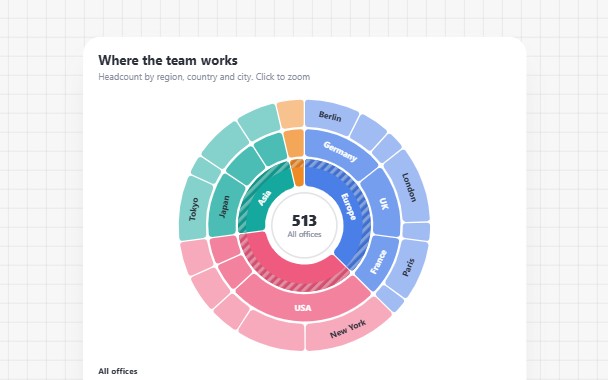 Where the team works
Headcount by region, country and city. Click to zoom
Berlin
Germany
London
UK
Europe
Asia
Japan
Tokyo
513
All offices
France
Paris
USA
New York
All offices